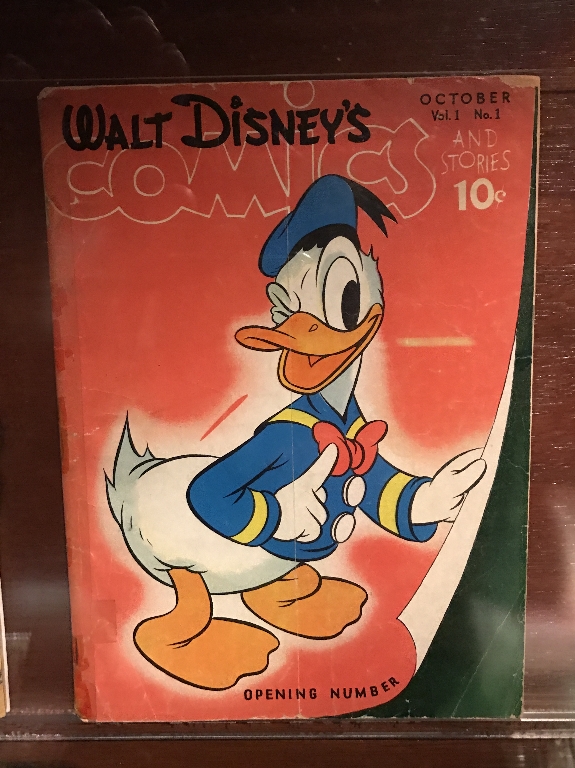 WALT DISNEY'S
COMICS
AND
STORIES
OCTOBER
Vol. 1 No. 1
10¢
OPENING NUMBER